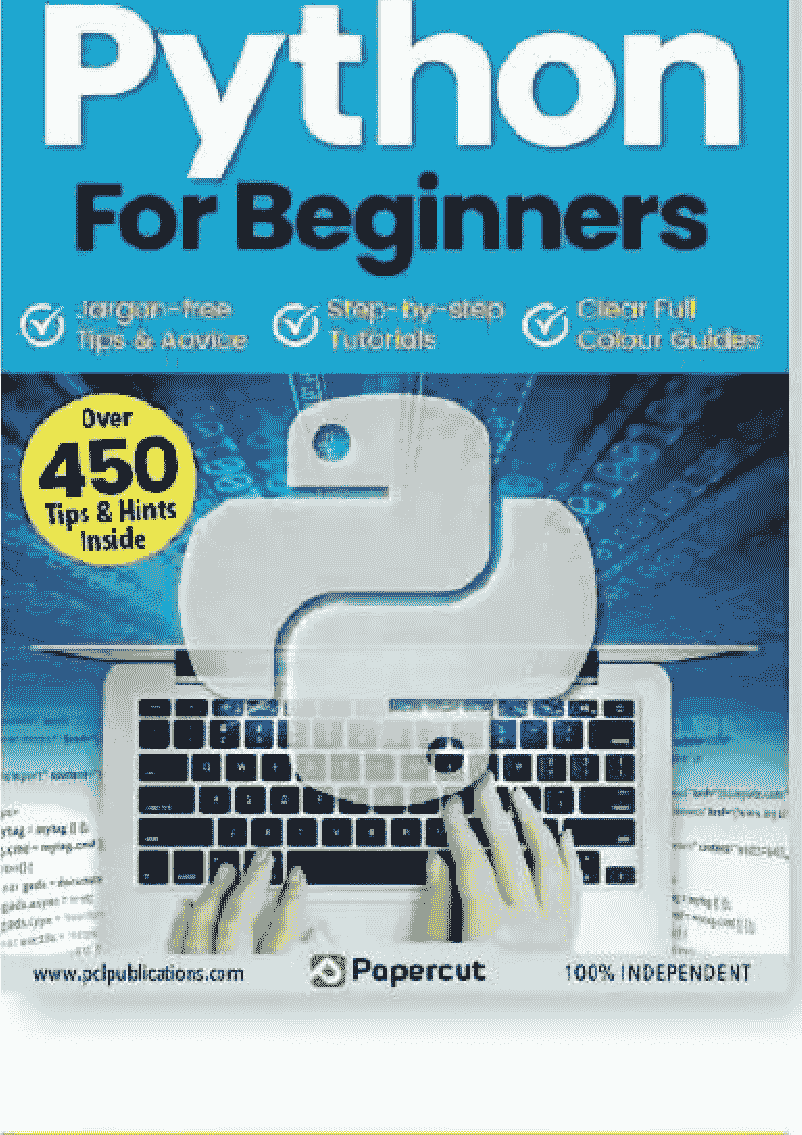 Python
For Beginners
Jargon-free
Tips & Advice
Step-by-step
Tutorials
Clear Full
Colour Guides
Over
450
Tips & Hints
Inside
www.pclpublications.com
Papercut
100% INDEPENDENT